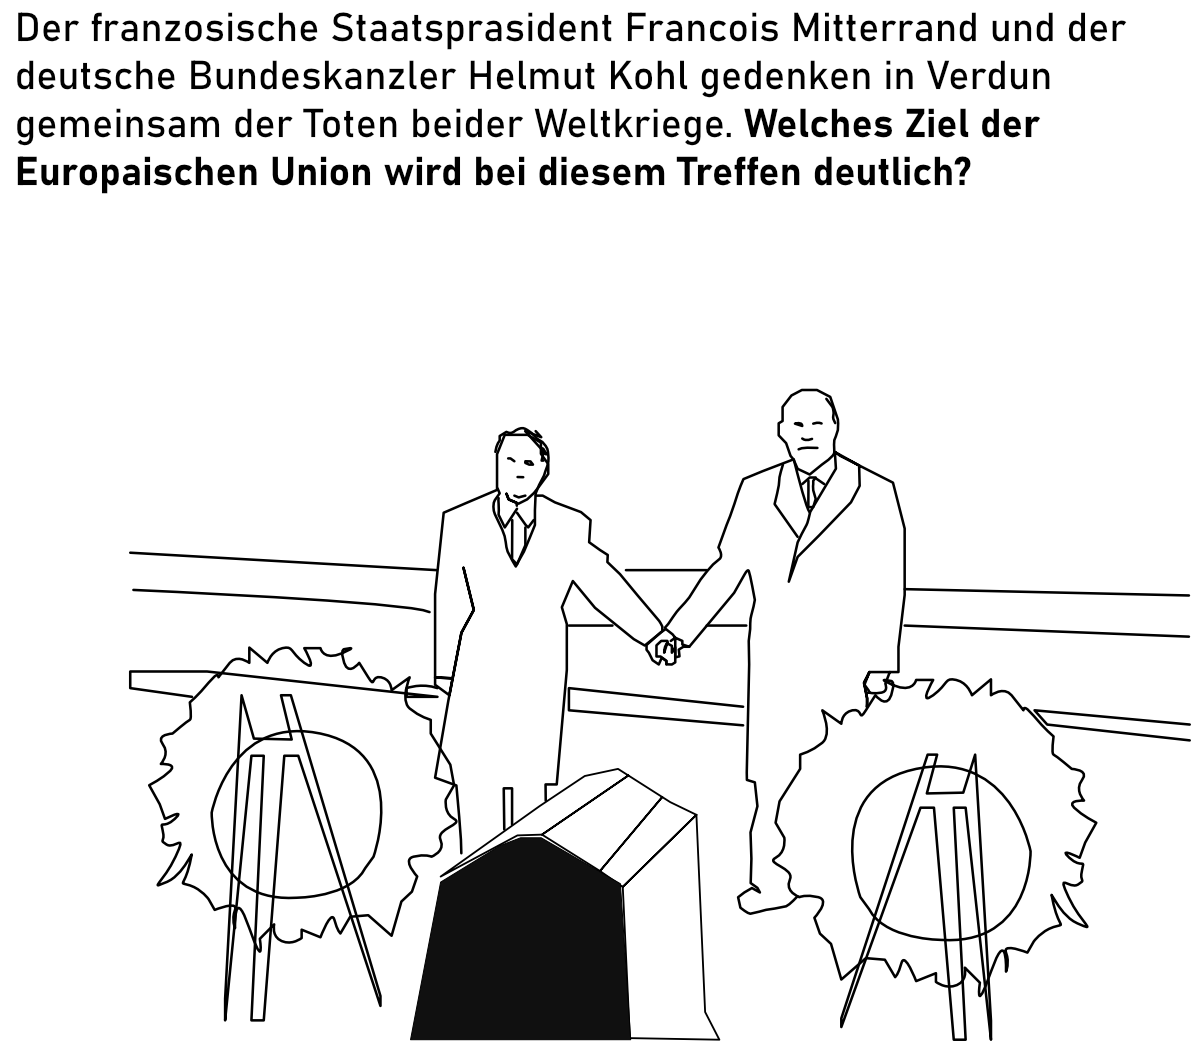 Der franzosische Staatsprasident Francois Mitterrand und der
deutsche Bundeskanzler Helmut Kohl gedenken in Verdun
gemeinsam der Toten beider Weltkriege. Welches Ziel der
Europaischen Union wird bei diesem Treffen deutlich?